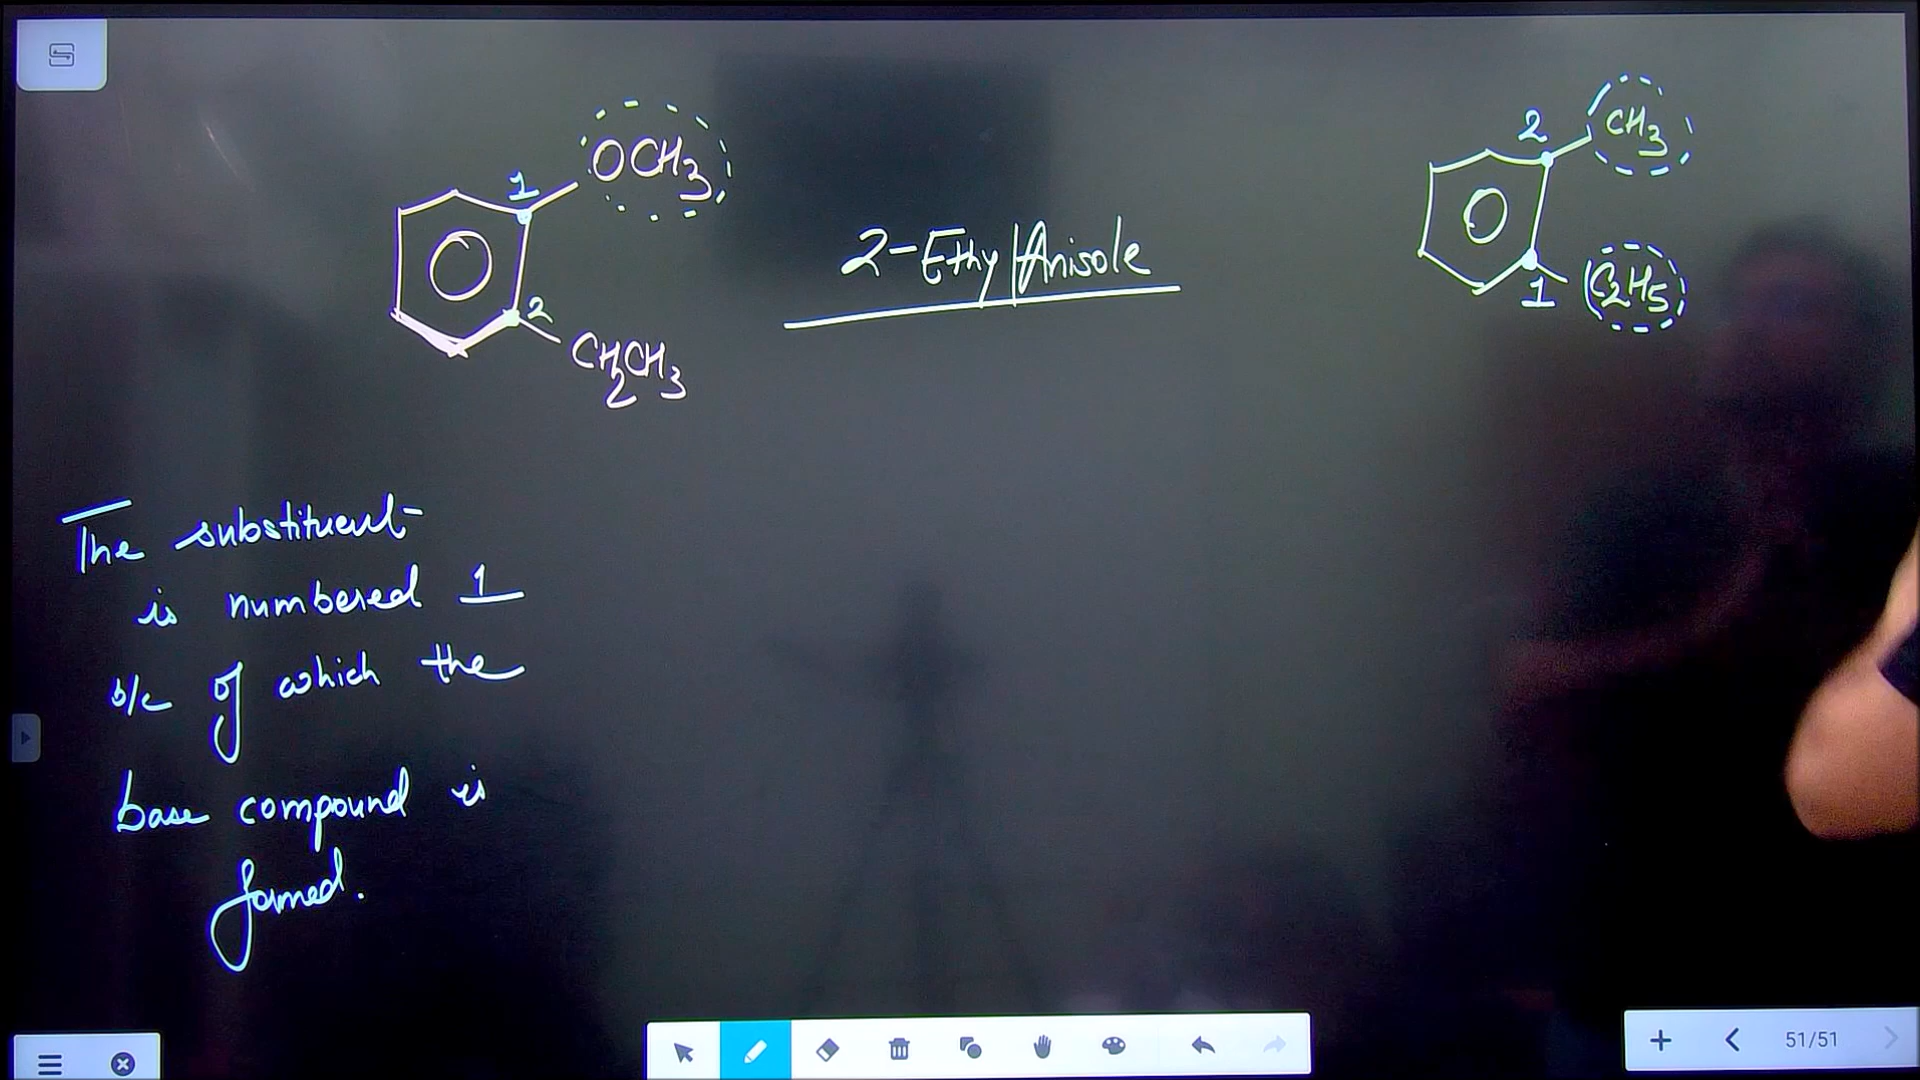 OCH3
1
2
CH2CH3
2-Ethyl Anisole
2
CH3
1
C2H5
The substituent
is numbered 1
b/c of which the
base compound is
formed.
51/51